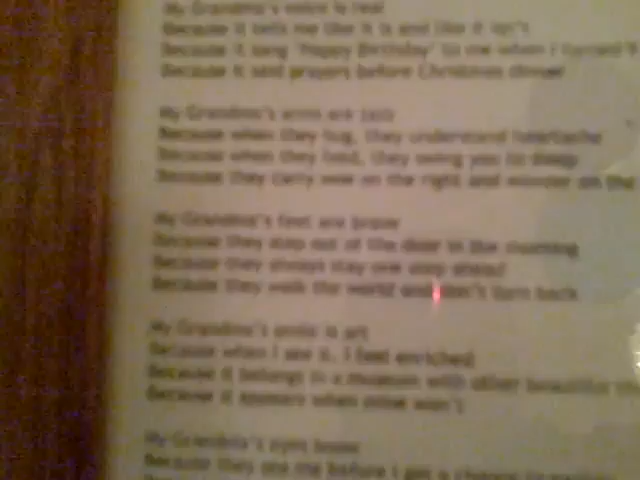 My Grandma's voice is real
Because it tells me like it is and like it isn't
Because it sang 'Happy Birthday' to me when I turned
Because it said prayers before Christmas dinner
My Grandma's arms are
Because when they hug, they understand heartache
Because when they hold, they swing you to sleep
Because they carry on the right and on the
My Grandma's feet are brave
Because they step out of the door in the morning
Because they always stay one step ahead
Because they walk the world and don't turn back
My Grandma's smile is art
Because when I see it, I feel enriched
Because it belongs in a museum with other beautiful
Because it appears when mine won't
My Grandma's eyes know
Because they see me before I get a chance